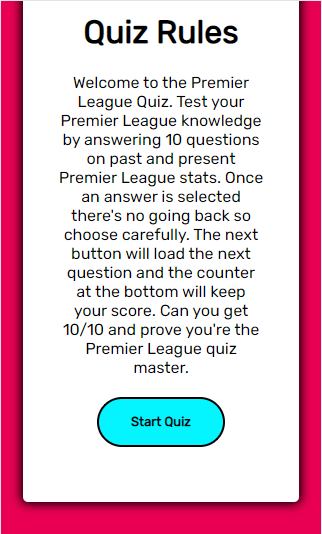 Quiz Rules
Welcome to the Premier
League Quiz. Test your
Premier League knowledge
by answering 10 questions
on past and present
Premier League stats. Once
an answer is selected
there's no going back so
choose carefully. The next
button will load the next
question and the counter
at the bottom will keep
your score. Can you get
10/10 and prove you're the
Premier League quiz
master.
Start Quiz